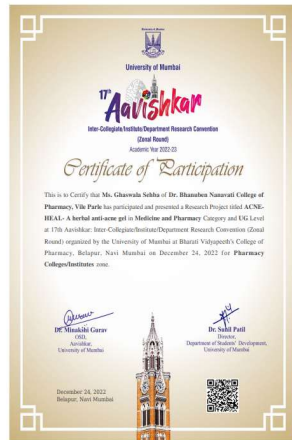 University of Mumbai
17th
Aavishkar
Inter-Collegiate/Institute/Department Research Convention
(Zonal Round)
Academic Year 2022-23
Certificate of Participation
This is to Certify that Ms. Ghaswala Sehba of Dr. Bhanuben Nanavati College of
Pharmacy, Vile Parle has participated and presented a Research Project titled ACNE-
HEAL- A herbal anti-acne gel in Medicine and Pharmacy Category and UG Level
at 17th Aavishkar: Inter-Collegiate/Institute/Department Research Convention (Zonal
Round) organized by the University of Mumbai at Bharati Vidyapeeth's College of
Pharmacy, Belapur, Navi Mumbai on December 24, 2022 for Pharmacy
Colleges/Institutes zone.
Dr. Minakshi Gurav
OSD,
Aavishkar,
University of Mumbai
Dr. Sunil Patil
Director,
Department of Students' Development,
University of Mumbai
December 24, 2022
Belapur, Navi Mumbai